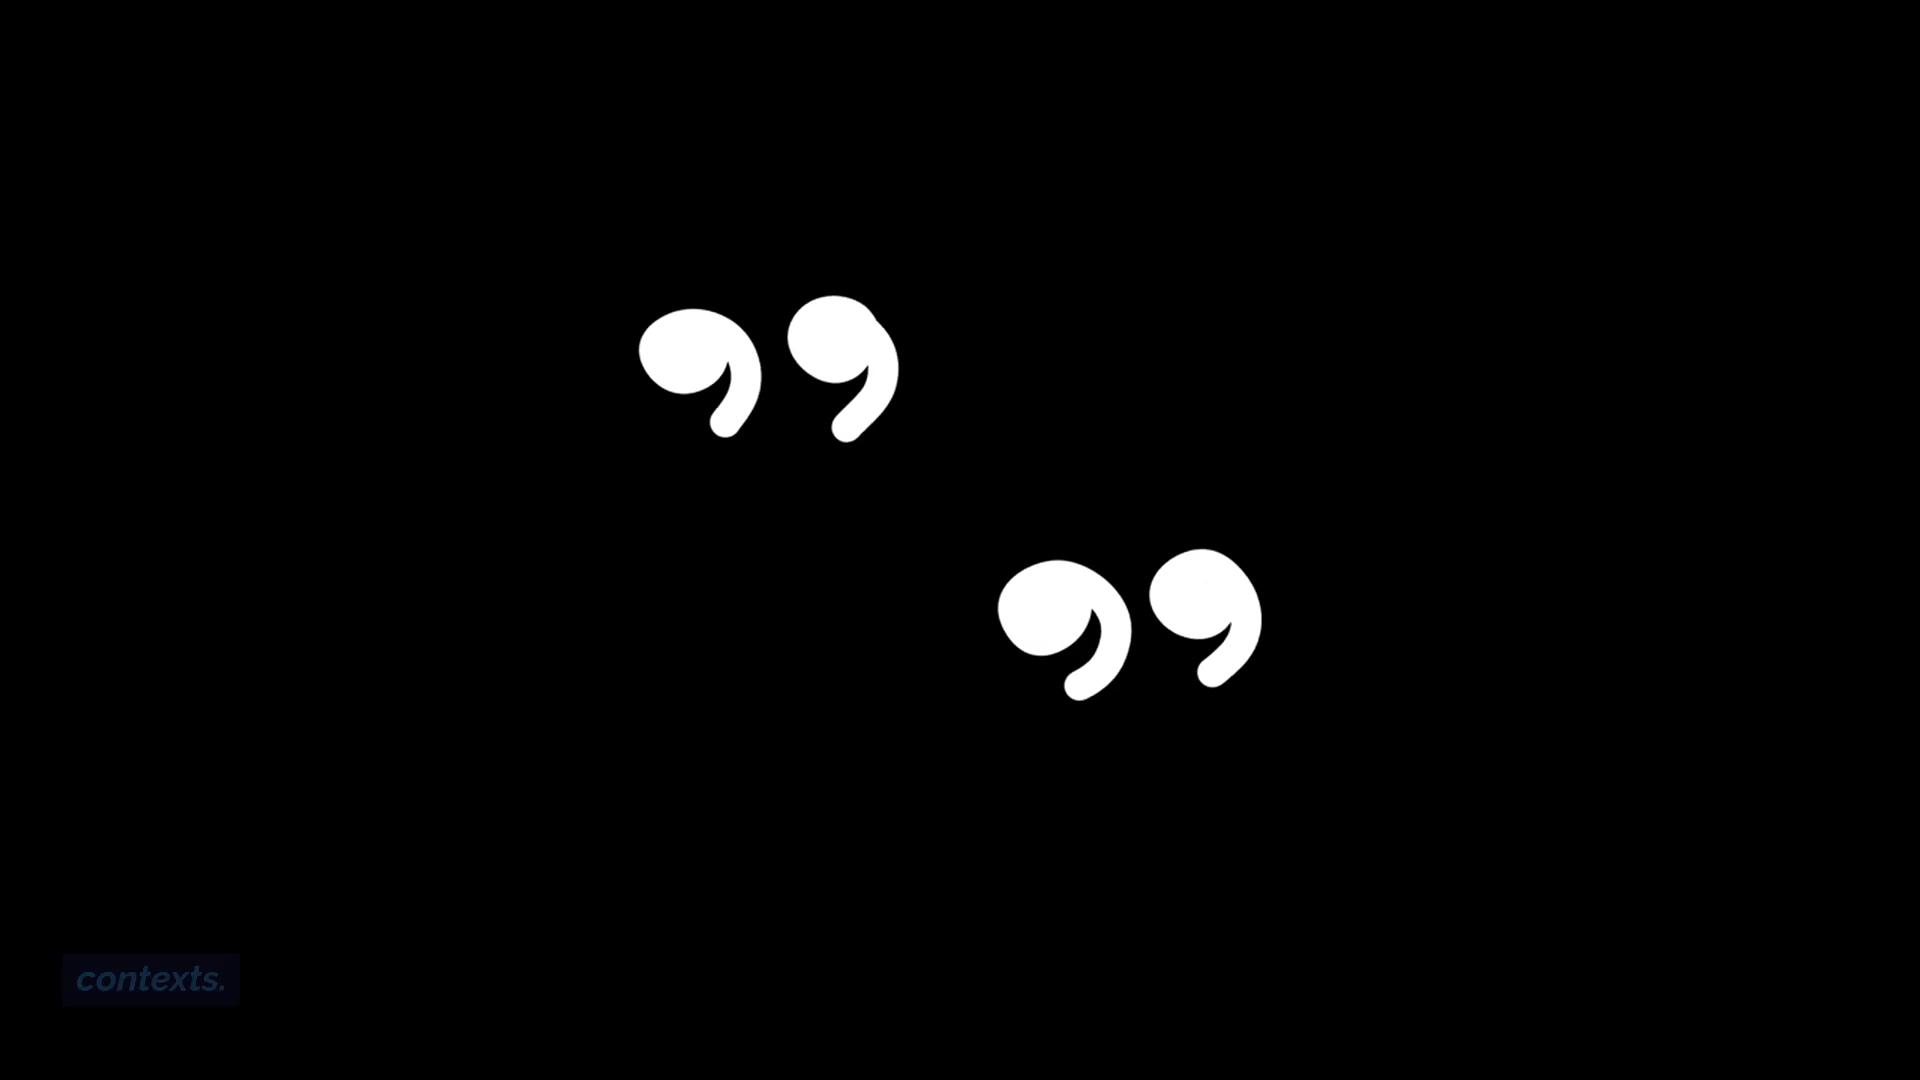 ”
”
contexts.